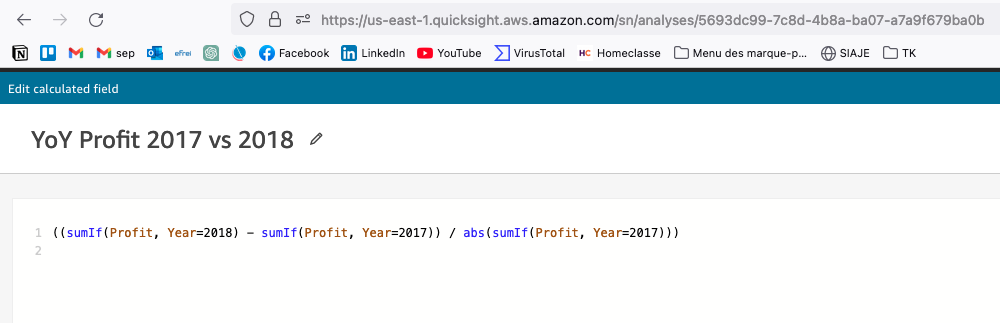 https://us-east-1.quicksight.aws.amazon.com/sn/analyses/5693dc99-7c8d-4b8a-ba07-a7a9f679ba0b
M sep efrei Facebook LinkedIn YouTube VirusTotal HC Homeclasse Menu des marque-p... SIAJE TK
Edit calculated field
YoY Profit 2017 vs 2018
1 ((sumIf(Profit, Year=2018) - sumIf(Profit, Year=2017)) / abs(sumIf(Profit, Year=2017)))
2